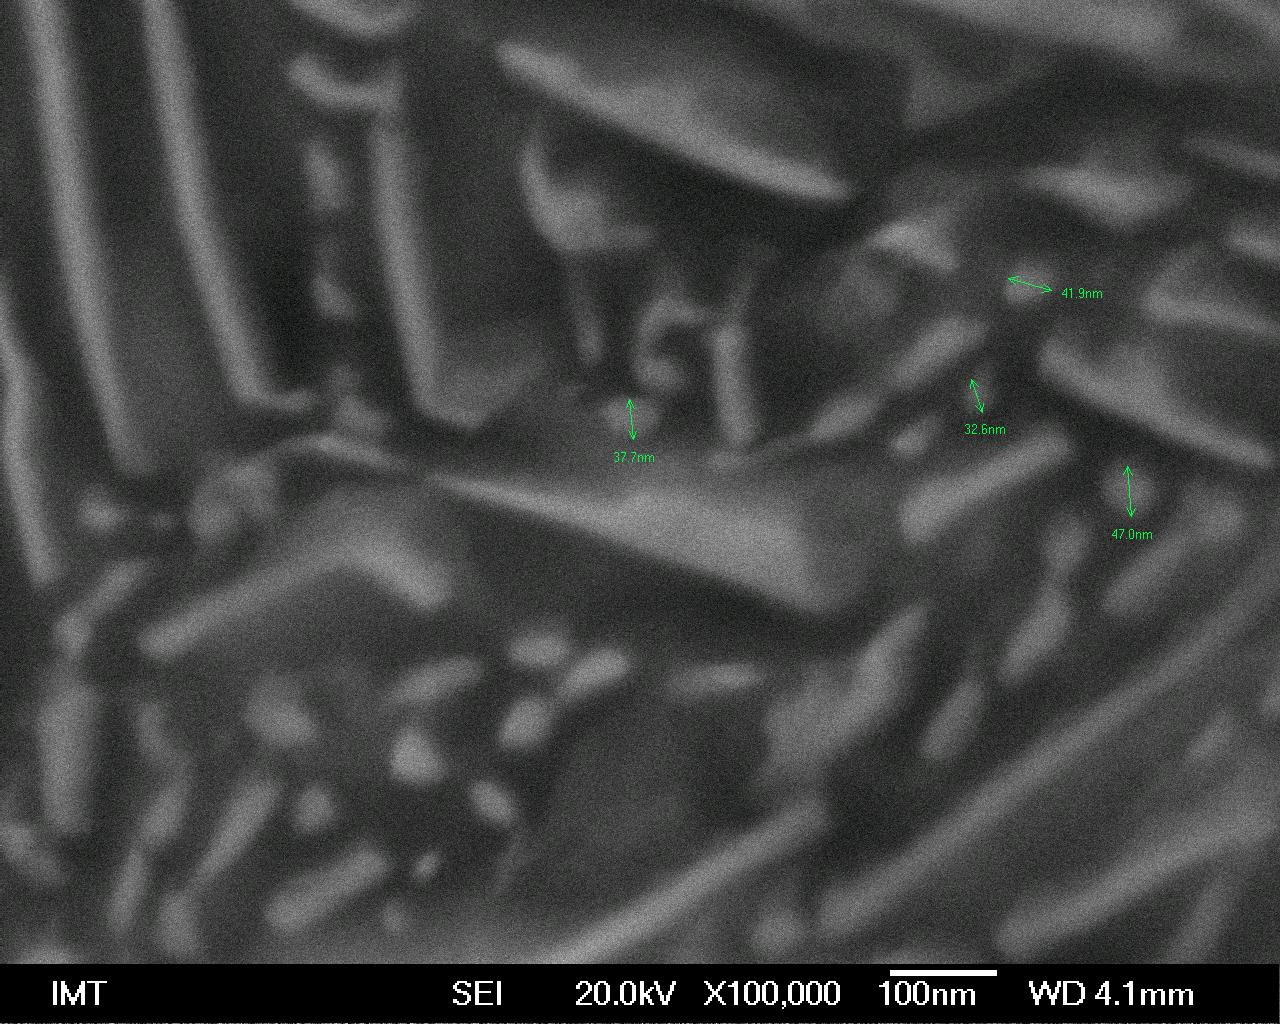 41.9nm
32.6nm
37.7nm
47.0nm
IMT SEI 20.0kV X100,000 100nm WD 4.1mm